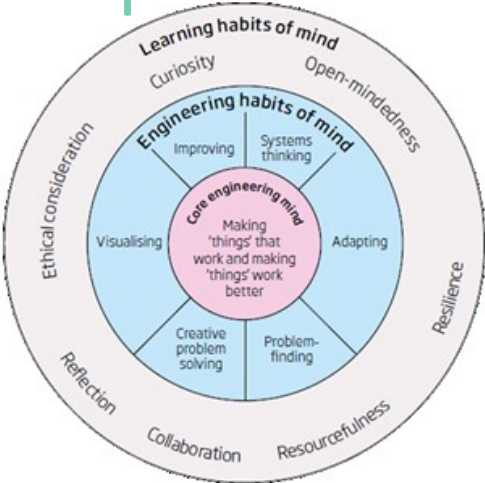 Learning habits of mind
Curiosity
Open-mindedness
Ethical consideration
Resilience
Reflection
Collaboration
Resourcefulness
Engineering habits of mind
Improving
Systems
thinking
Visualising
Adapting
Creative
problem
solving
Problem-
finding
Core engineering mind
Making
'things' that
work and making
'things' work
better